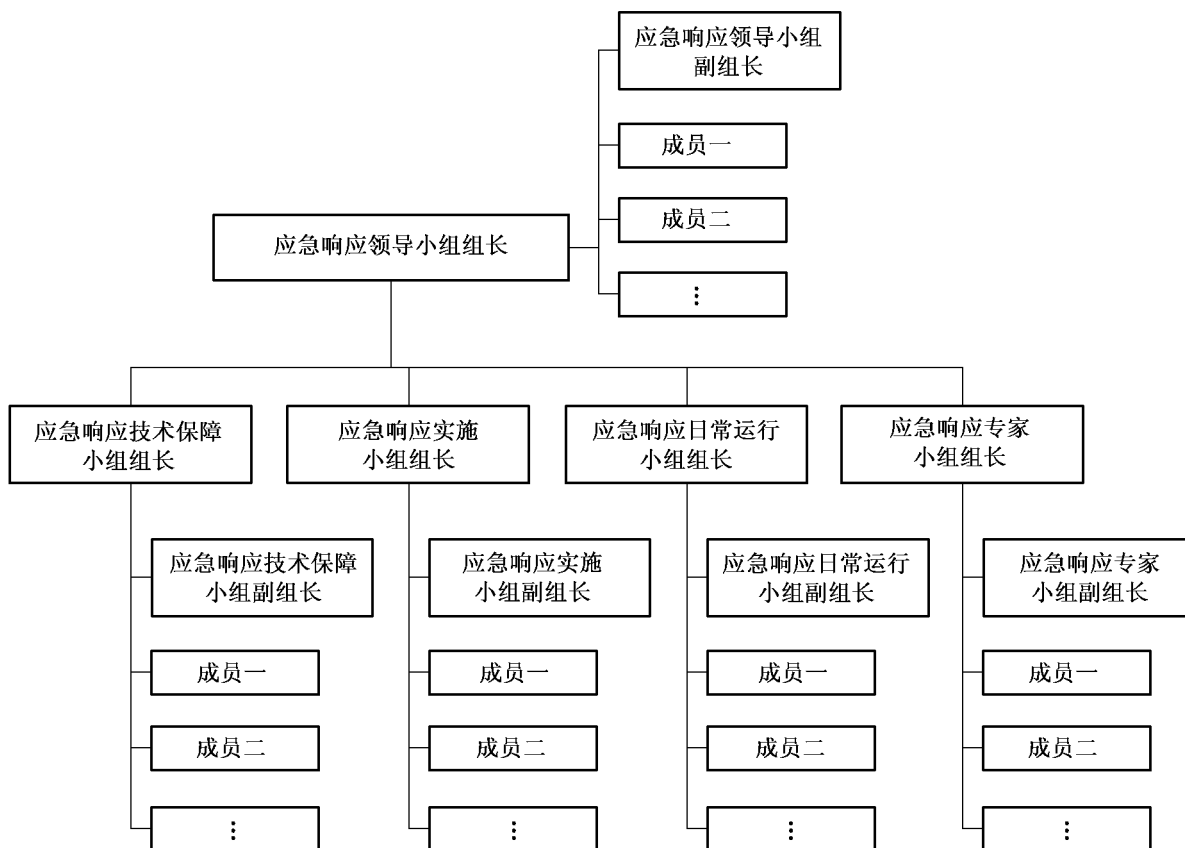 应急响应领导小组
副组长
成员一
成员二
⋮
应急响应领导小组组长
应急响应技术保障
小组组长
应急响应实施
小组组长
应急响应日常运行
小组组长
应急响应专家
小组组长
应急响应技术保障
小组副组长
应急响应实施
小组副组长
应急响应日常运行
小组副组长
应急响应专家
小组副组长
成员一
成员一
成员一
成员一
成员二
成员二
成员二
成员二
⋮
⋮
⋮
⋮